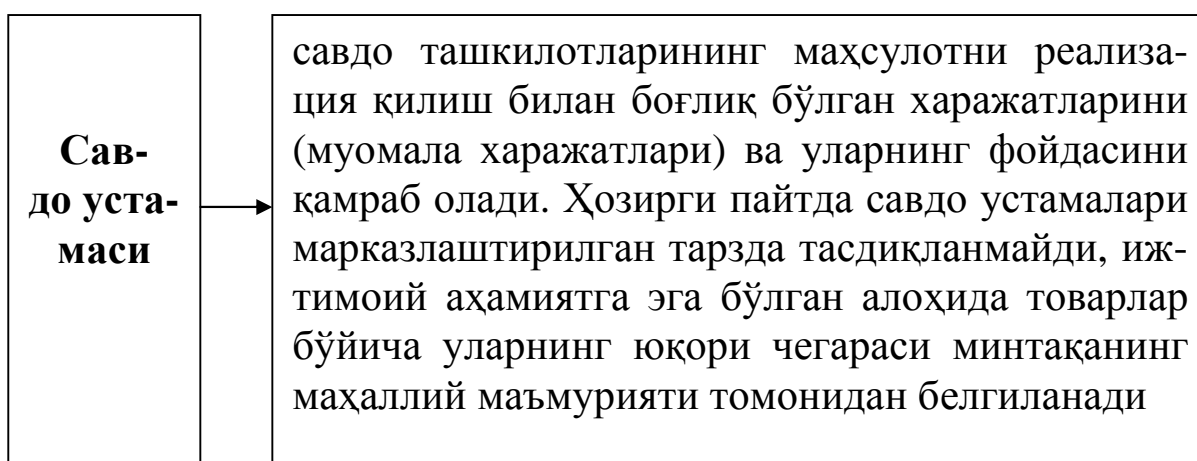 Сав-
до уста-
маси
савдо ташкилотларининг маҳсулотни реализа-
ция қилиш билан боғлиқ бўлган харажатларини
(муомала харажатлари) ва уларнинг фойдасини
қамраб олади. Ҳозирги пайтда савдо устамалари
марказлаштирилган тарзда тасдиқланмайди, иж-
тимоий аҳамиятга эга бўлган алоҳида товарлар
бўйича уларнинг юқори чегараси минтақанинг
маҳаллий маъмурияти томонидан белгиланади